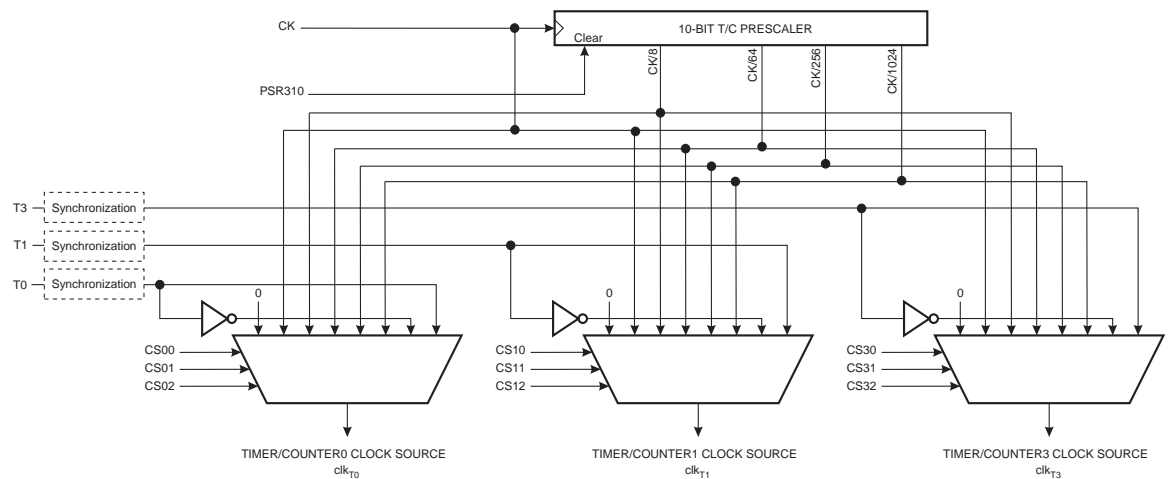 CK
10-BIT T/C PRESCALER
Clear
CK/8
CK/64
CK/256
CK/1024
PSR310
T3
Synchronization
T1
Synchronization
T0
Synchronization
0
0
0
CS00
CS01
CS02
CS10
CS11
CS12
CS30
CS31
CS32
TIMER/COUNTER0 CLOCK SOURCE
clkT0
TIMER/COUNTER1 CLOCK SOURCE
clkT1
TIMER/COUNTER3 CLOCK SOURCE
clkT3